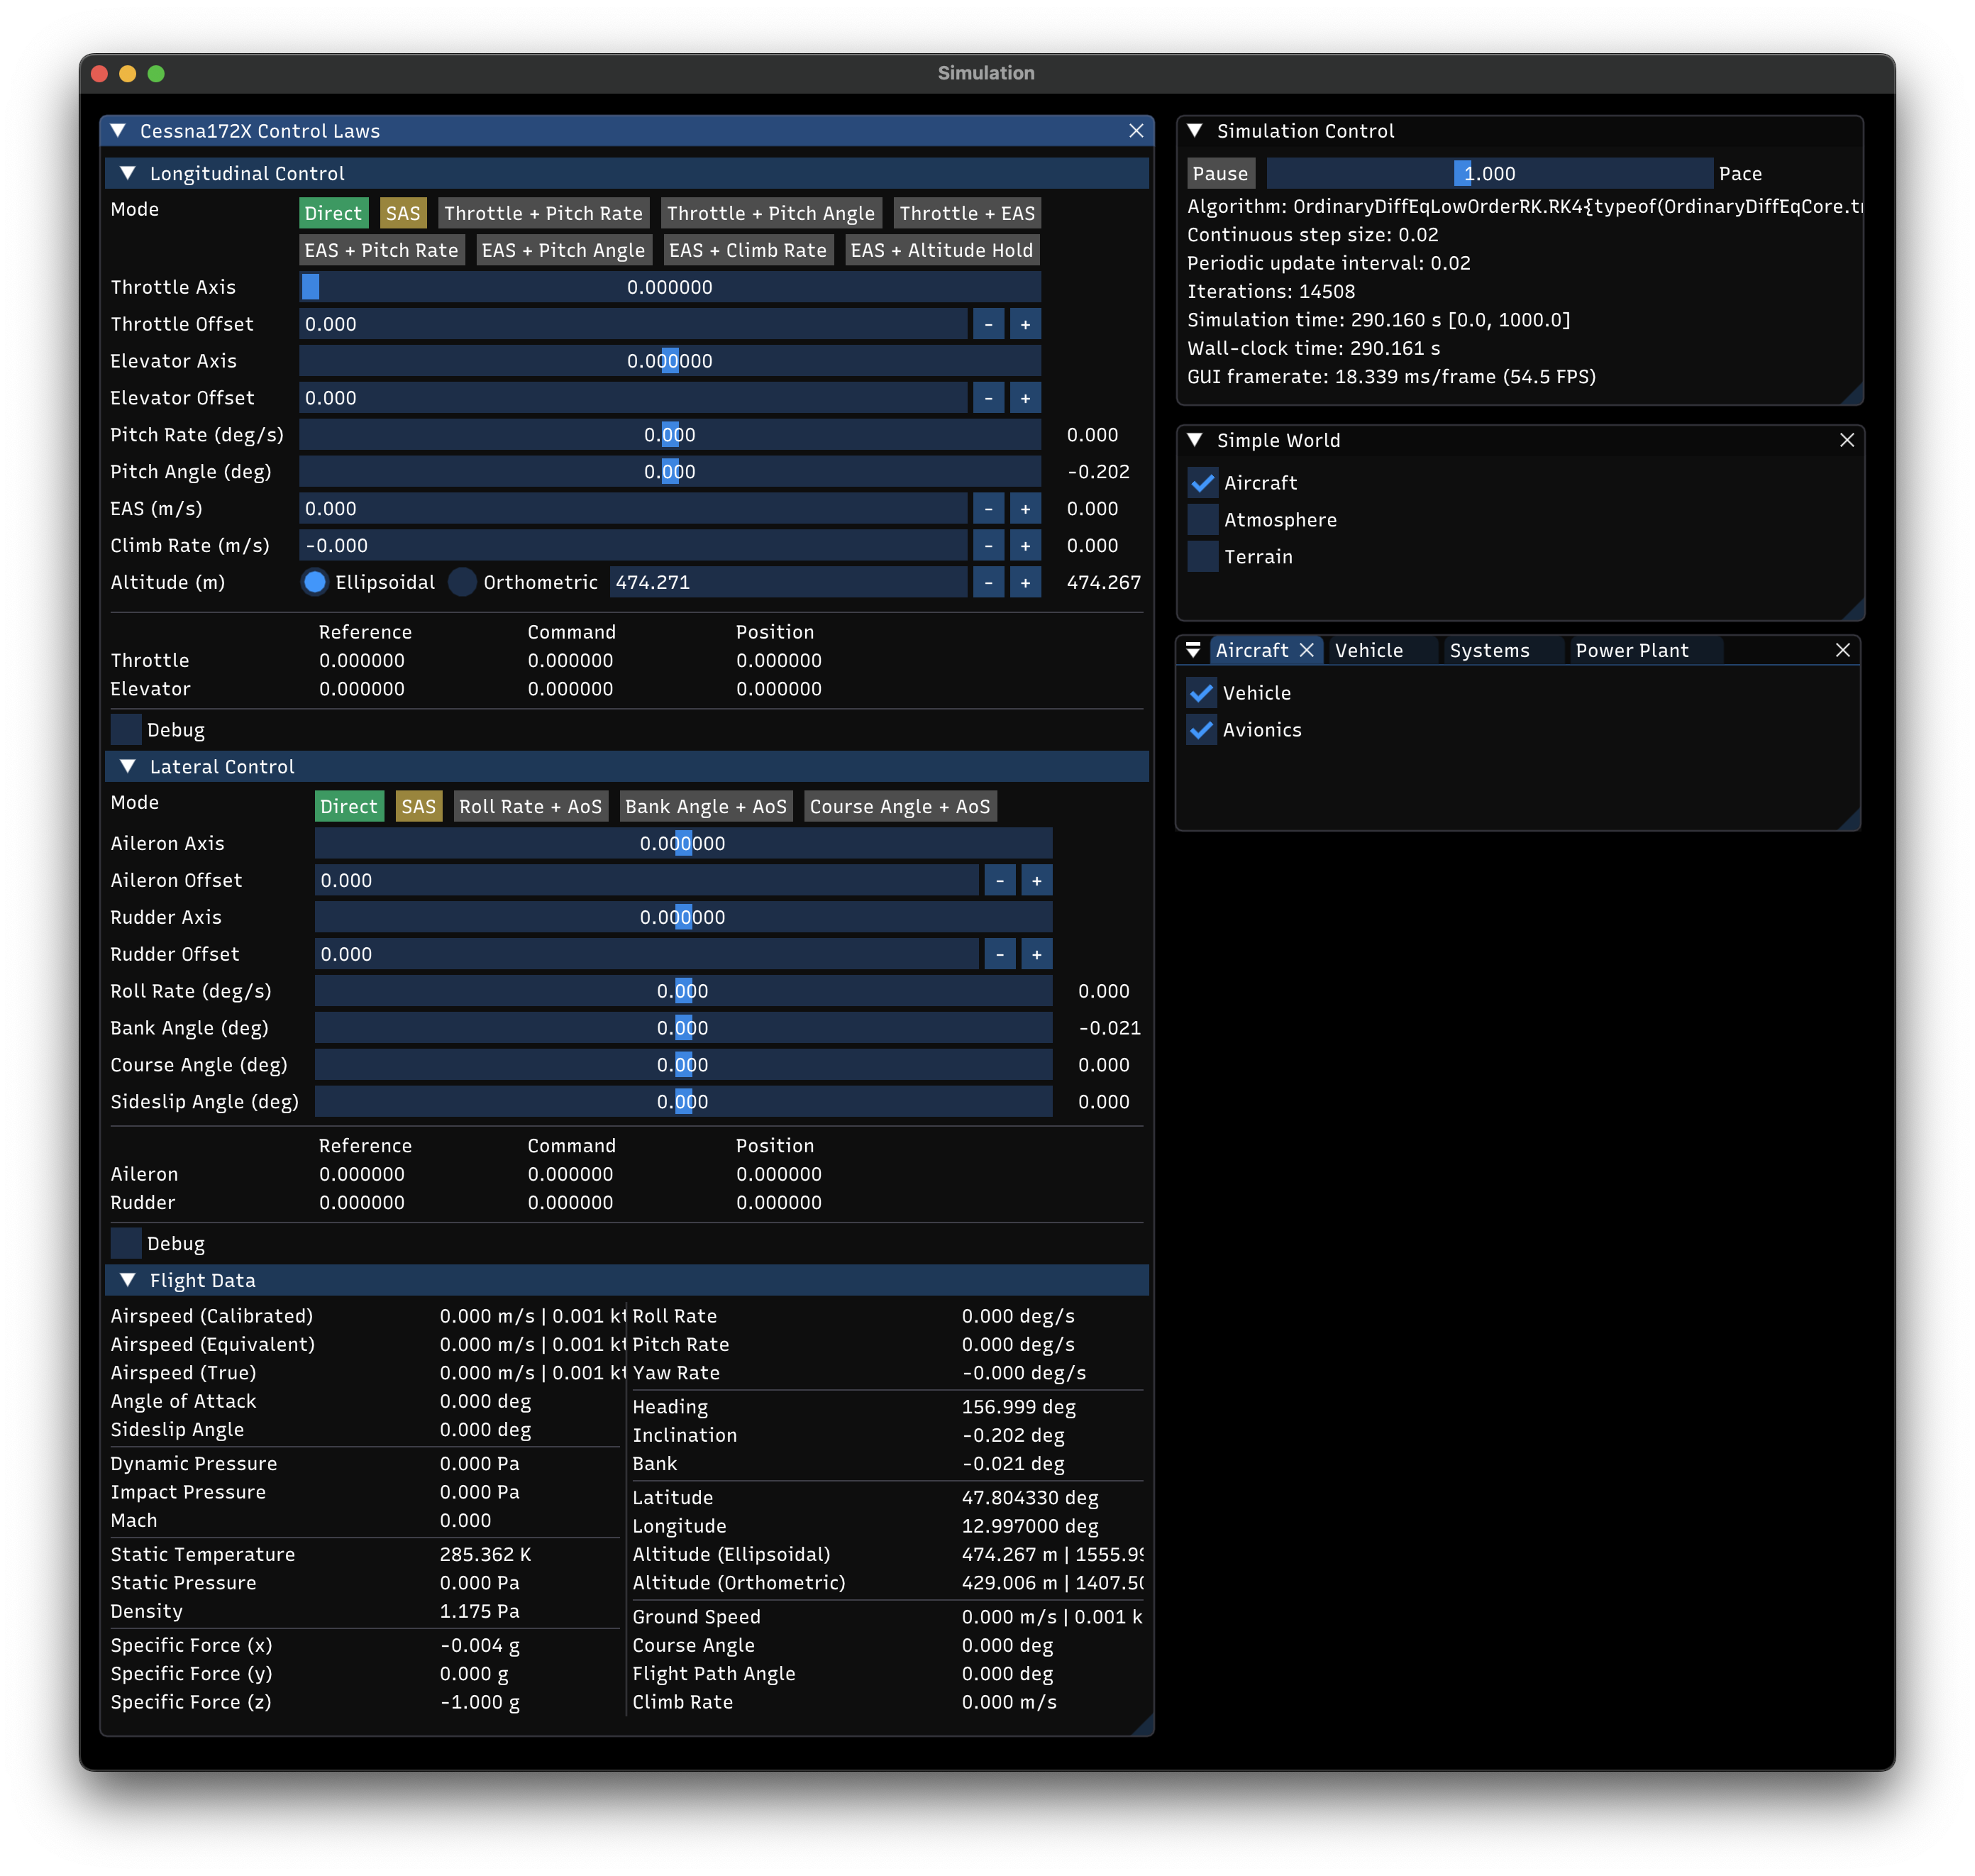 Simulation
Cessna172X Control Laws
Longitudinal Control
Mode Direct SAS Throttle + Pitch Rate Throttle + Pitch Angle Throttle + EAS
EAS + Pitch Rate EAS + Pitch Angle EAS + Climb Rate EAS + Altitude Hold
Throttle Axis 0.000000
Throttle Offset 0.000 - +
Elevator Axis 0.000000
Elevator Offset 0.000 - +
Pitch Rate (deg/s) 0.000 0.000
Pitch Angle (deg) 0.000 -0.202
EAS (m/s) 0.000 - + 0.000
Climb Rate (m/s) -0.000 - + 0.000
Altitude (m) Ellipsoidal Orthometric 474.271 - + 474.267
Reference Command Position
Throttle 0.000000 0.000000 0.000000
Elevator 0.000000 0.000000 0.000000
Debug
Lateral Control
Mode Direct SAS Roll Rate + AoS Bank Angle + AoS Course Angle + AoS
Aileron Axis 0.000000
Aileron Offset 0.000 - +
Rudder Axis 0.000000
Rudder Offset 0.000 - +
Roll Rate (deg/s) 0.000 0.000
Bank Angle (deg) 0.000 -0.021
Course Angle (deg) 0.000 0.000
Sideslip Angle (deg) 0.000 0.000
Reference Command Position
Aileron 0.000000 0.000000 0.000000
Rudder 0.000000 0.000000 0.000000
Debug
Flight Data
Airspeed (Calibrated) 0.000 m/s | 0.001 kt
Airspeed (Equivalent) 0.000 m/s | 0.001 kt
Airspeed (True) 0.000 m/s | 0.001 kt
Angle of Attack 0.000 deg
Sideslip Angle 0.000 deg
Dynamic Pressure 0.000 Pa
Impact Pressure 0.000 Pa
Mach 0.000
Static Temperature 285.362 K
Static Pressure 0.000 Pa
Density 1.175 Pa
Specific Force (x) -0.004 g
Specific Force (y) 0.000 g
Specific Force (z) -1.000 g
Roll Rate 0.000 deg/s
Pitch Rate 0.000 deg/s
Yaw Rate -0.000 deg/s
Heading 156.999 deg
Inclination -0.202 deg
Bank -0.021 deg
Latitude 47.804330 deg
Longitude 12.997000 deg
Altitude (Ellipsoidal) 474.267 m | 1555.99
Altitude (Orthometric) 429.006 m | 1407.50
Ground Speed 0.000 m/s | 0.001 k
Course Angle 0.000 deg
Flight Path Angle 0.000 deg
Climb Rate 0.000 m/s
Simulation Control
Pause 1.000 Pace
Algorithm: OrdinaryDiffEqLowOrderRK.RK4{typeof(OrdinaryDiffEqCore.tr
Continuous step size: 0.02
Periodic update interval: 0.02
Iterations: 14508
Simulation time: 290.160 s [0.0, 1000.0]
Wall-clock time: 290.161 s
GUI framerate: 18.339 ms/frame (54.5 FPS)
Simple World
Aircraft
Atmosphere
Terrain
Aircraft Vehicle Systems Power Plant
Vehicle
Avionics